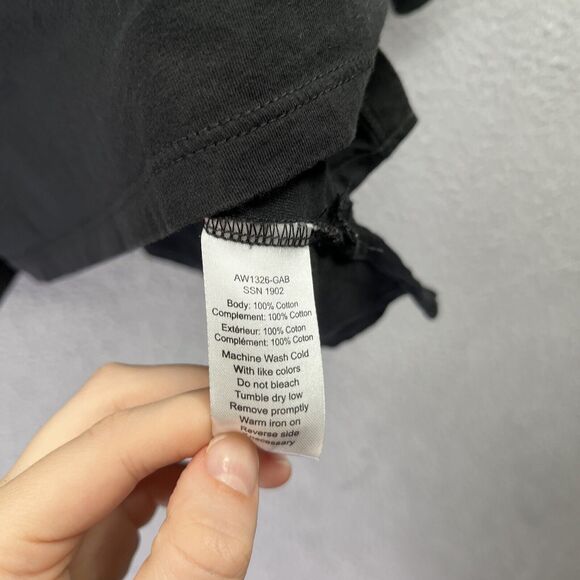 AW1326-GAB
SSN 1902
Body: 100% Cotton
Complement: 100% Cotton
Extérieur: 100% Coton
Complément: 100% Coton
Machine Wash Cold
With like colors
Do not bleach
Tumble dry low
Remove promptly
Warm iron on
Reverse side
necessary